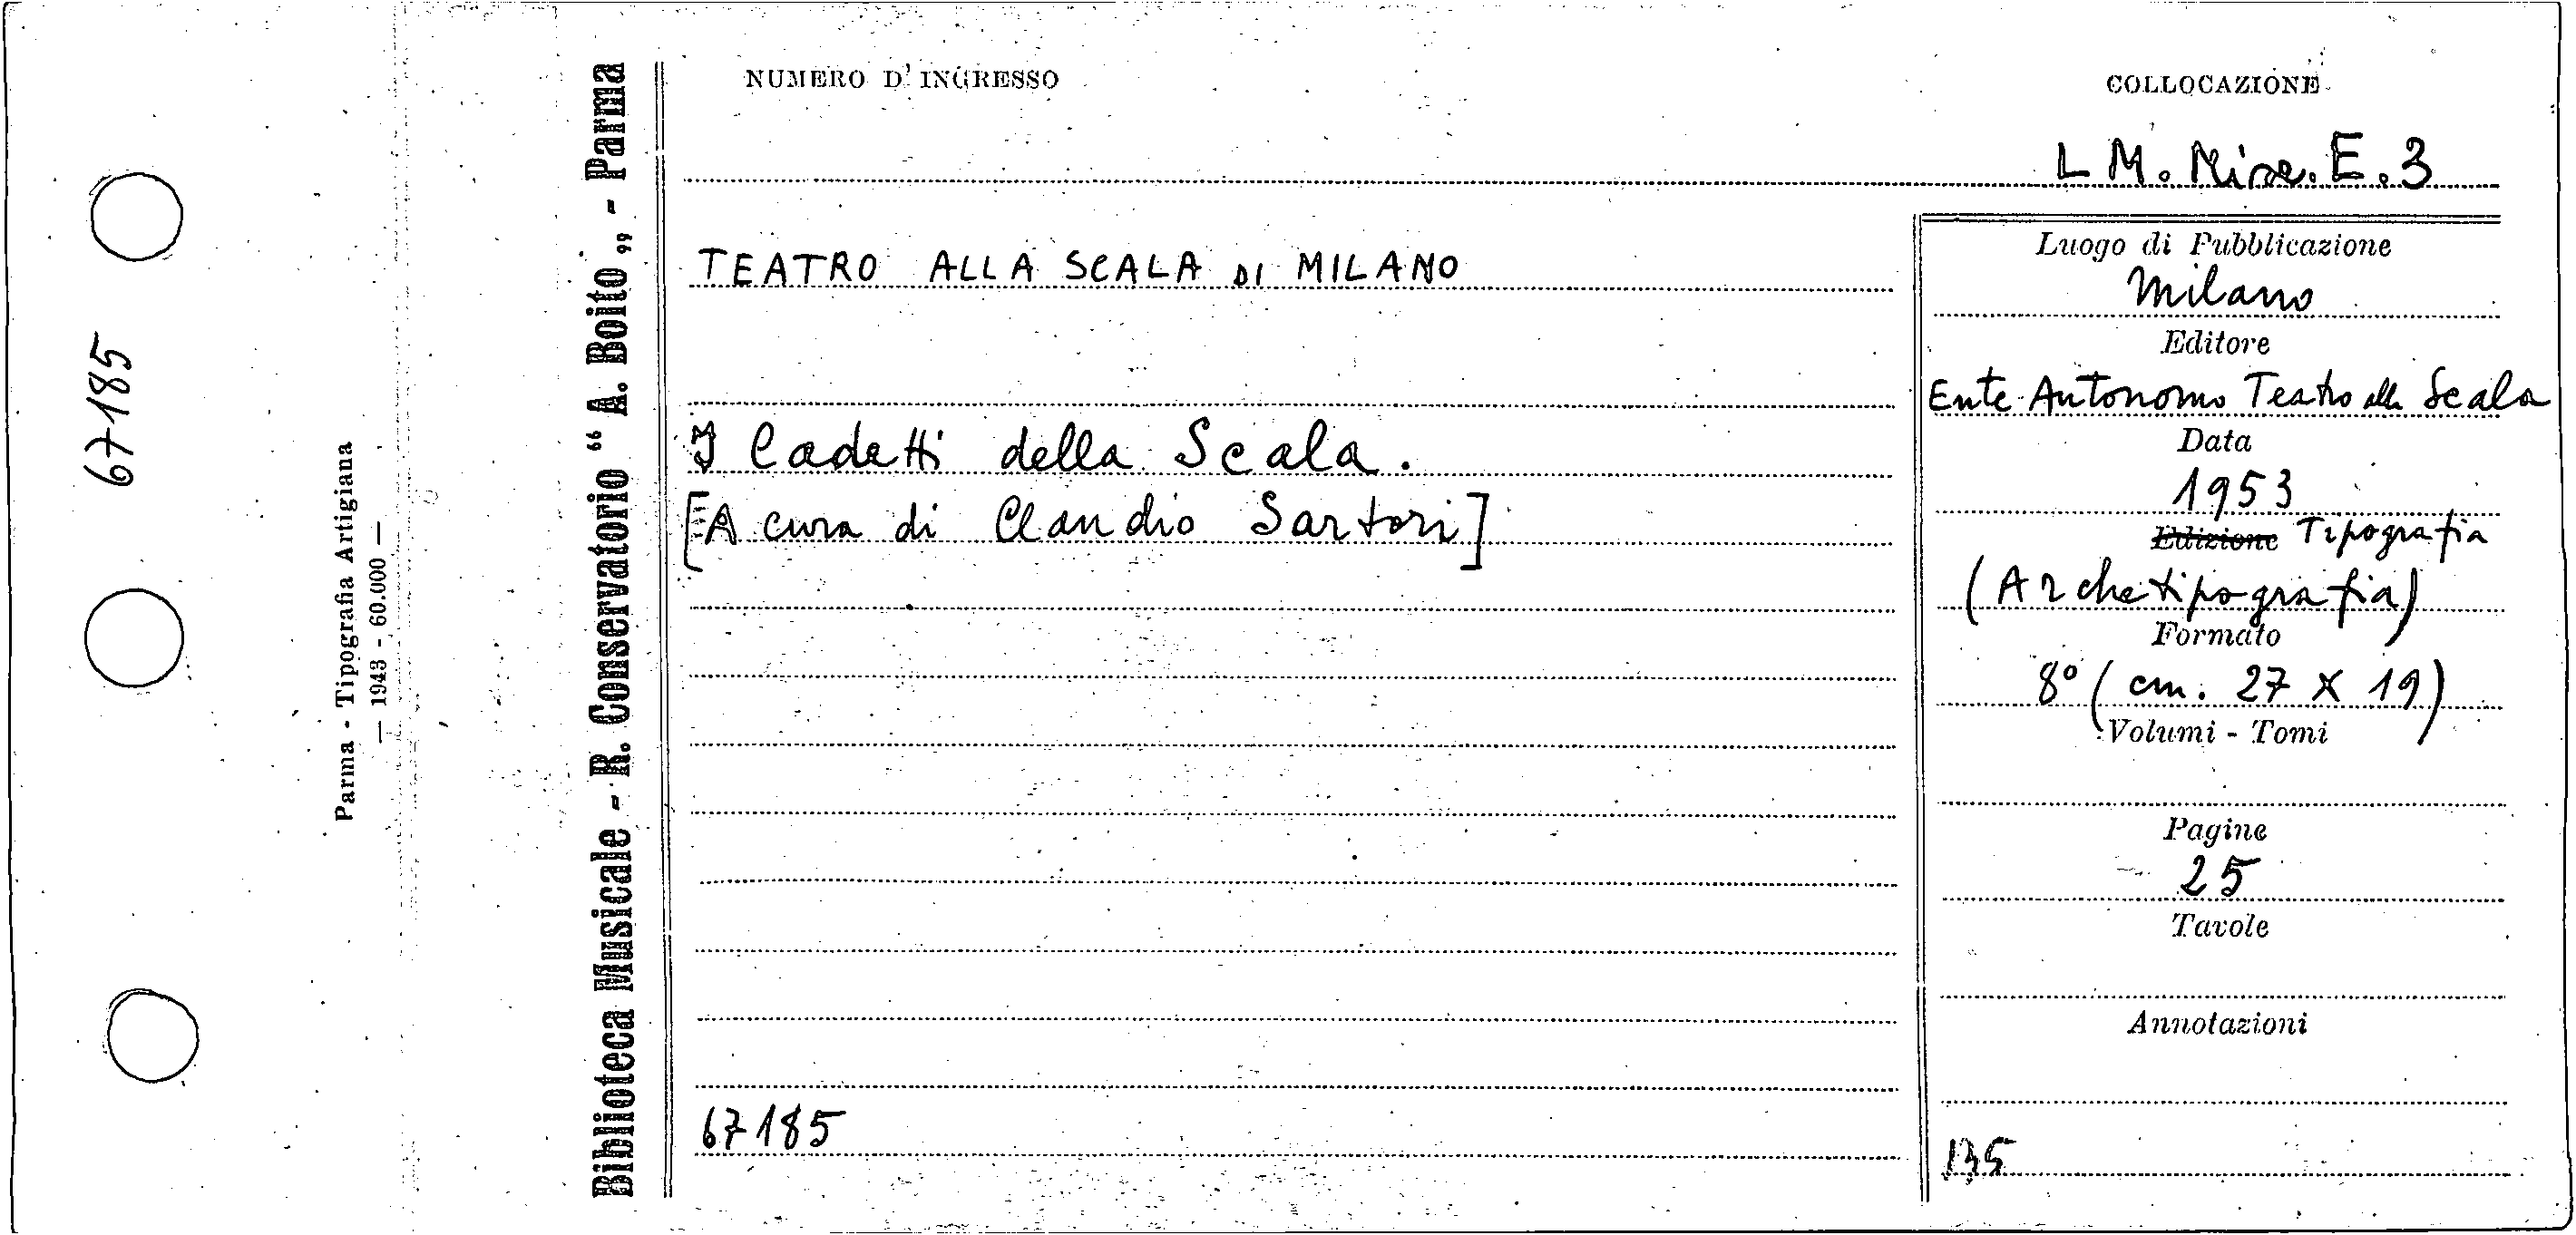 67185
Parma - Tipografia Artigiana
— 1943 - 60.000 —
Biblioteca Musicale - R. Conservatorio “ A. Boito „ - Parma
NUMERO D' INGRESSO
COLLOCAZIONE
L M. Misc. E. 3
TEATRO ALLA SCALA DI MILANO
I Cadetti della Scala.
[A cura di Claudio Sartori]
67185
Luogo di Pubblicazione
Milano
Editore
Ente Autonomo Teatro alla Scala
Data
1953
Edizione Tipografia
(Archetipografia)
Formato
8° (cm. 27 x 19)
Volumi - Tomi
Pagine
25
Tavole
Annotazioni
135